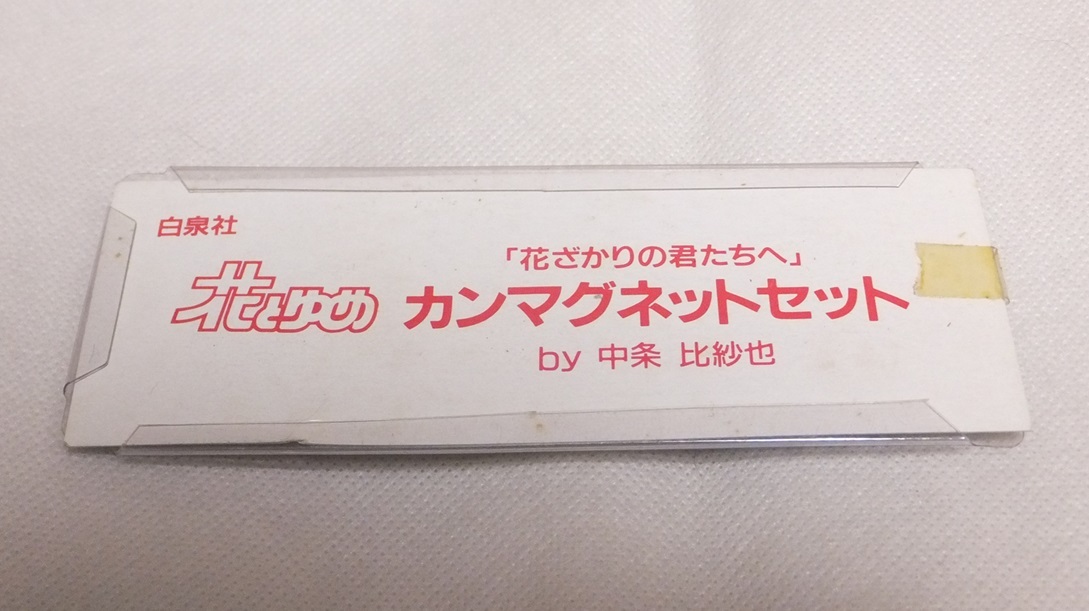 白泉社
花とゆめ
「花ざかりの君たちへ」
カンマグネットセット
by 中条 比紗也